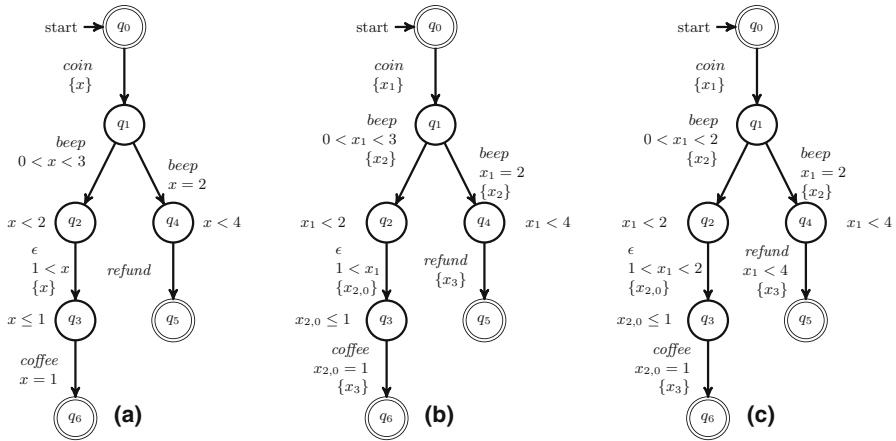 start
q₀
coin
{x}
q₁
beep
0 < x < 3
beep
x = 2
x < 2
q₂
q₄
x < 4
ϵ
1 < x
{x}
refund
x ≤ 1
q₃
q₅
coffee
x = 1
q₆
(a)
start
q₀
coin
{x₁}
q₁
beep
0 < x₁ < 3
{x₂}
beep
x₁ = 2
{x₂}
x₁ < 2
q₂
q₄
x₁ < 4
ϵ
1 < x₁
{x₂,₀}
refund
{x₃}
x₂,₀ ≤ 1
q₃
q₅
coffee
x₂,₀ = 1
{x₃}
q₆
(b)
start
q₀
coin
{x₁}
q₁
beep
0 < x₁ < 2
{x₂}
beep
x₁ = 2
{x₂}
x₁ < 2
q₂
q₄
x₁ < 4
ϵ
1 < x₁ < 2
{x₂,₀}
refund
x₁ < 4
{x₃}
x₂,₀ ≤ 1
q₃
q₅
coffee
x₂,₀ = 1
{x₃}
q₆
(c)